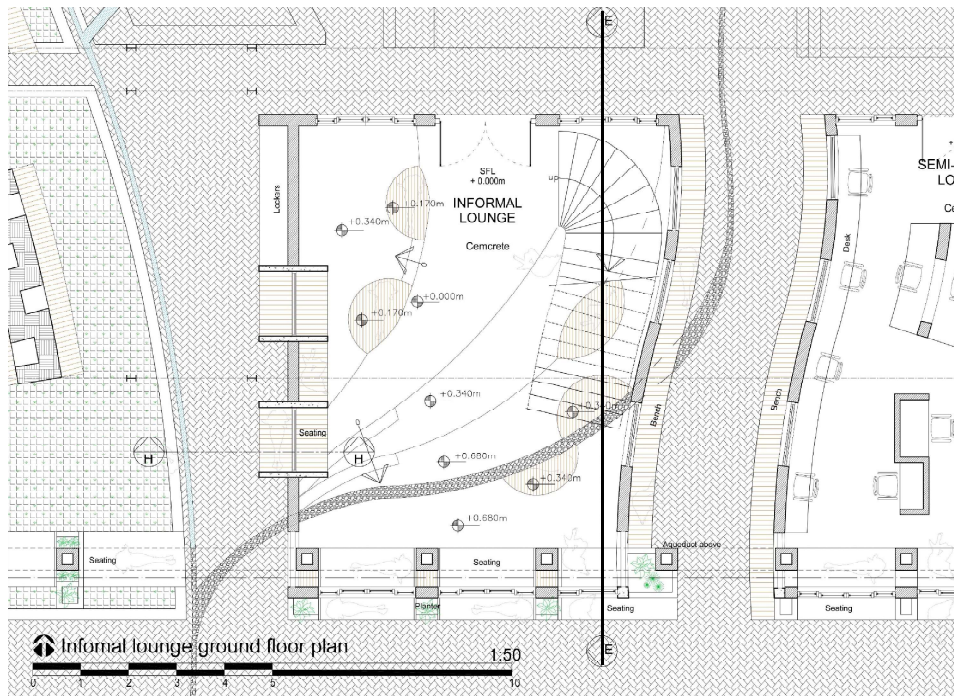 E
SFL
+ 0.000m
INFORMAL
LOUNGE
Cemcrete
up
Lockers
+0.170m
+0.340m
+0.000m
+0.170m
+0.340m
+0.340m
+0.680m
+0.340m
+0.680m
Seating
H
H
Bench
Bench
Desk
SEMI-
LO
Ce
Seating
Seating
Aqueduct above
Planter
Seating
Seating
E
Infomal lounge ground floor plan
1:50
0 1 2 3 4 5 10